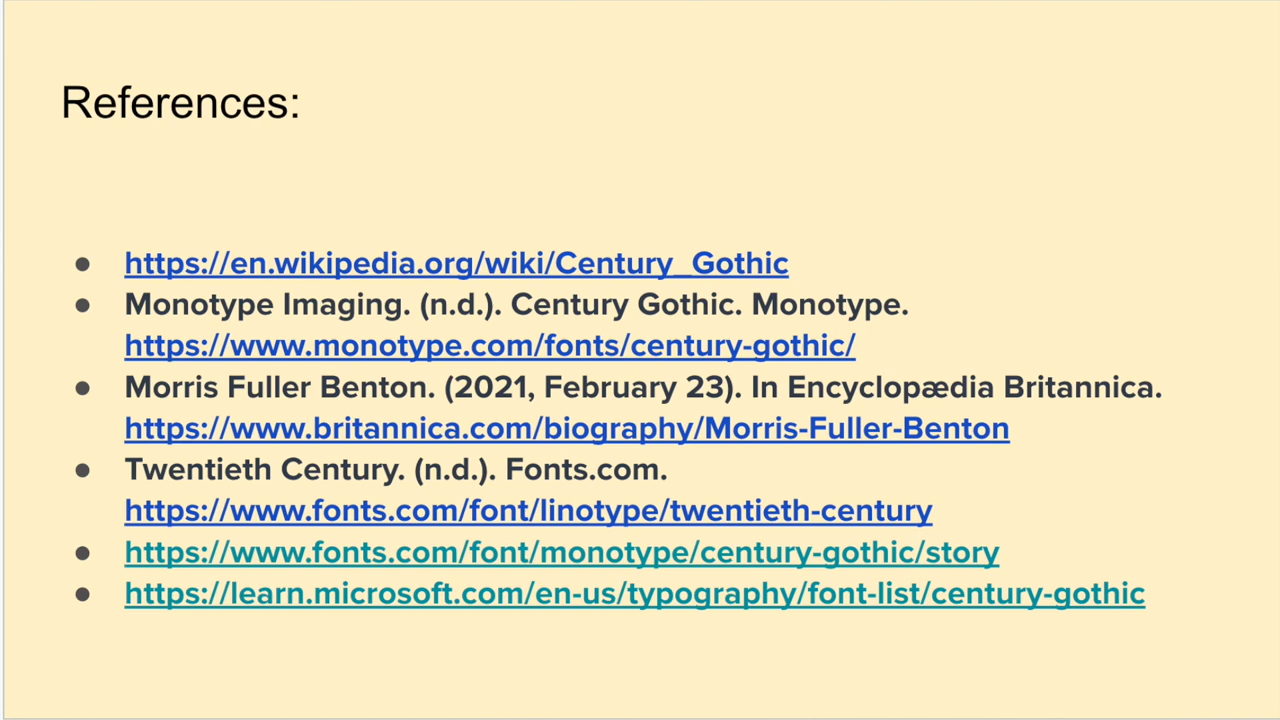 References:
● https://en.wikipedia.org/wiki/Century_Gothic
● Monotype Imaging. (n.d.). Century Gothic. Monotype.
https://www.monotype.com/fonts/century-gothic/
● Morris Fuller Benton. (2021, February 23). In Encyclopædia Britannica.
https://www.britannica.com/biography/Morris-Fuller-Benton
● Twentieth Century. (n.d.). Fonts.com.
https://www.fonts.com/font/linotype/twentieth-century
● https://www.fonts.com/font/monotype/century-gothic/story
● https://learn.microsoft.com/en-us/typography/font-list/century-gothic